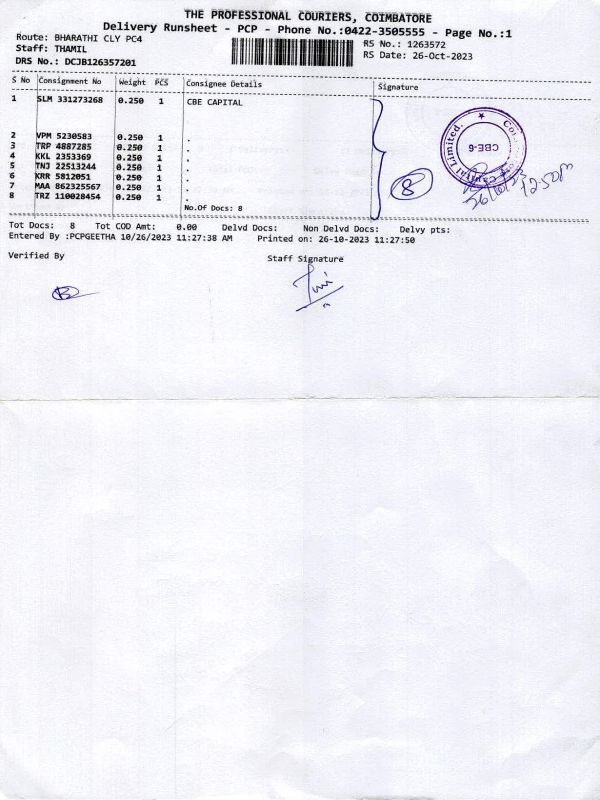 THE PROFESSIONAL COURIERS, COIMBATORE
Delivery Runsheet - PCP - Phone No.:0422-3505555 - Page No.:1
Route: BHARATHI CLY PC4
Staff: THAMIL
DRS No.: DCJB126357201
RS No.: 1263572
RS Date: 26-Oct-2023
S No Consignment No Weight PCS Consignee Details Signature
1 SLM 331273268 0.250 1 CBE CAPITAL
2 VPM 5230583 0.250 1 .
3 TRP 4887285 0.250 1 .
4 KKL 2353369 0.250 1 .
5 TNJ 22513244 0.250 1 .
6 KRR 5812051 0.250 1 .
7 MAA 862325567 0.250 1 .
8 TRZ 110028454 0.250 1 .
No.Of Docs: 8
8
Limited.
CBE-6
26/10/23
1250pm
Tot Docs: 8 Tot COD Amt: 0.00 Delvd Docs: Non Delvd Docs: Delvy pts:
Entered By :PCPGEETHA 10/26/2023 11:27:38 AM Printed on: 26-10-2023 11:27:50
Verified By
Staff Signature